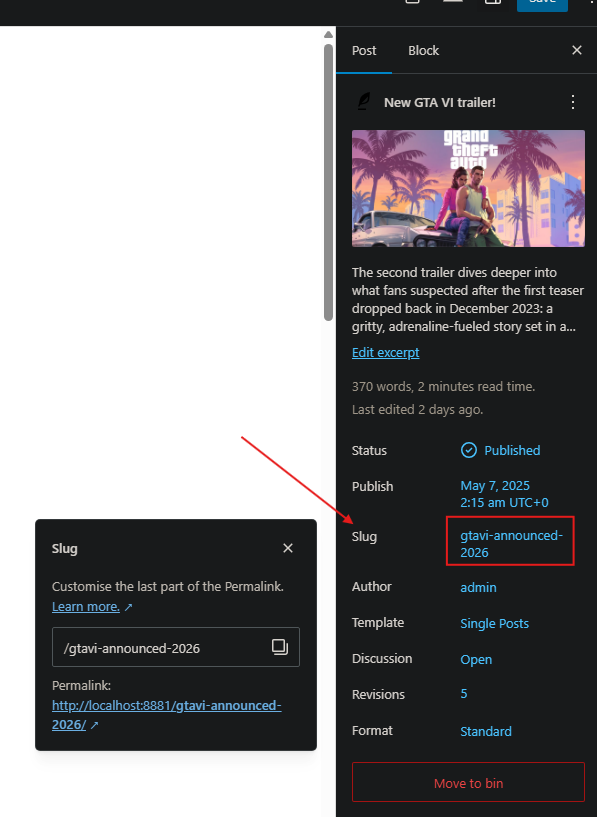 Save
Post
Block
New GTA VI trailer!
grand
theft
auto
The second trailer dives deeper into
what fans suspected after the first teaser
dropped back in December 2023: a
gritty, adrenaline-fueled story set in a...
Edit excerpt
370 words, 2 minutes read time.
Last edited 2 days ago.
Status
Published
Publish
May 7, 2025
2:15 am UTC+0
Slug
gtavi-announced-
2026
Author
admin
Template
Single Posts
Discussion
Open
Revisions
5
Format
Standard
Move to bin
Slug
Customise the last part of the Permalink.
Learn more. ↗
/gtavi-announced-2026
Permalink:
http://localhost:8881/gtavi-announced-
2026/ ↗